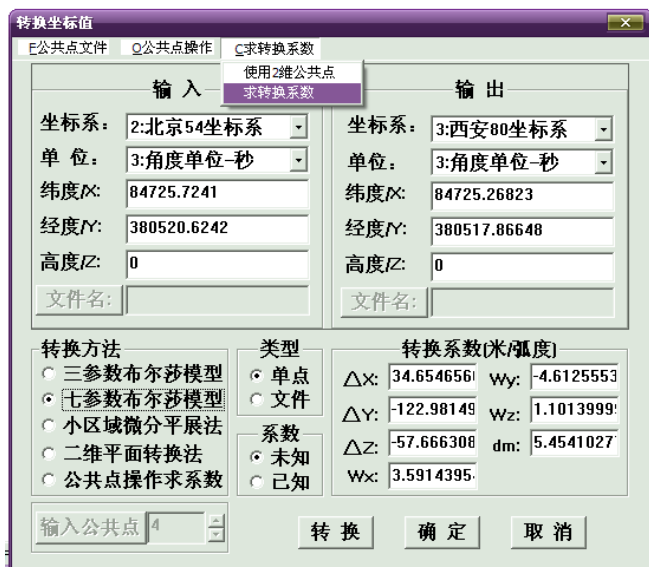 转换坐标值
F公共点文件 O公共点操作 C求转换系数
使用2维公共点
求转换系数
输 入
坐标系： 2:北京54坐标系
单 位： 3:角度单位-秒
纬度/X: 84725.7241
经度/Y: 380520.6242
高度/Z: 0
文件名:
输 出
坐标系： 3:西安80坐标系
单位： 3:角度单位-秒
纬度/X: 84725.26823
经度/Y: 380517.86648
高度/Z: 0
文件名:
转换方法
三参数布尔莎模型
七参数布尔莎模型
小区域微分平展法
二维平面转换法
公共点操作求系数
类型
单点
文件
系数
未知
已知
转换系数(米/弧度)
△X: 34.654656 Wy: -4.6125553
△Y: -122.98149 Wz: 1.1013999
△Z: -57.666308 dm: 5.4541027
Wx: 3.5914395
输入公共点 4
转 换 确 定 取 消